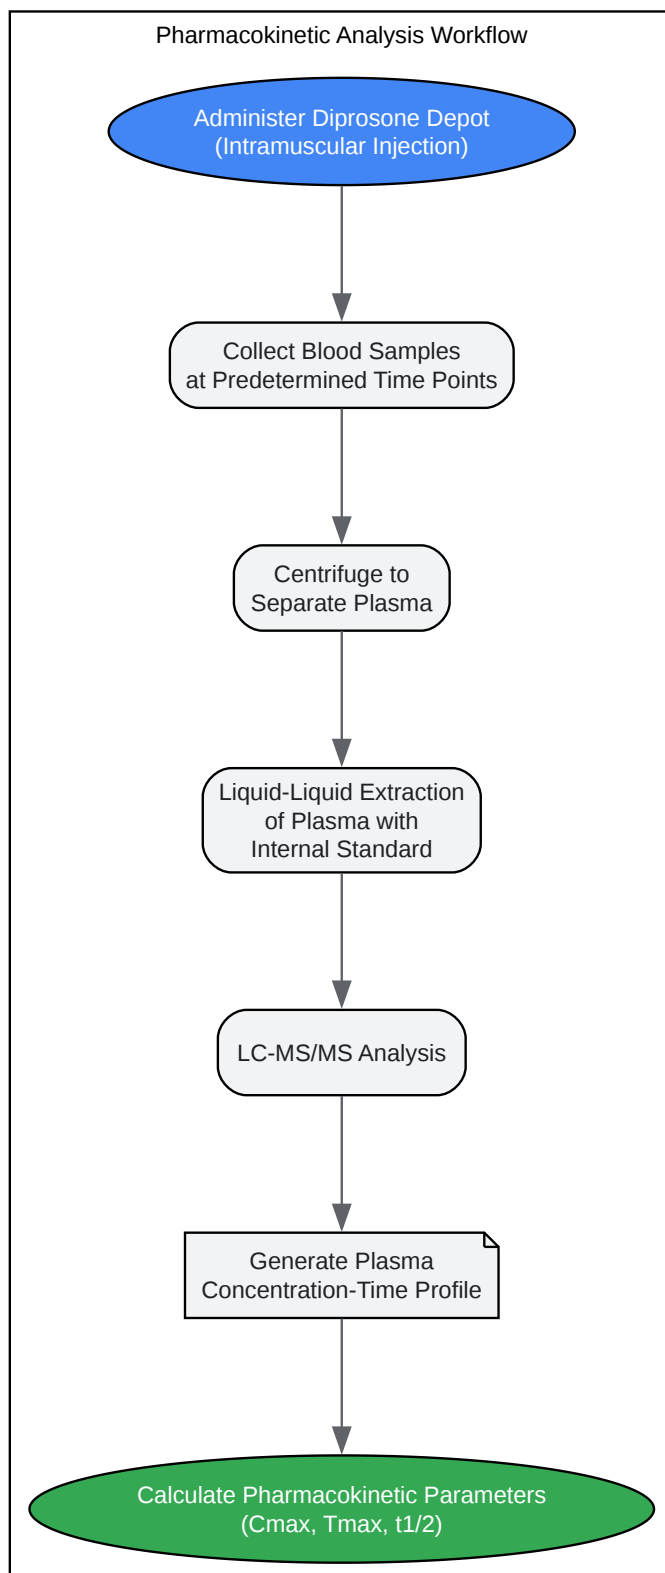 Pharmacokinetic Analysis Workflow
Administer Diprosone Depot
(Intramuscular Injection)
Collect Blood Samples
at Predetermined Time Points
Centrifuge to
Separate Plasma
Liquid-Liquid Extraction
of Plasma with
Internal Standard
LC-MS/MS Analysis
Generate Plasma
Concentration-Time Profile
Calculate Pharmacokinetic Parameters
(Cmax, Tmax, t1/2)